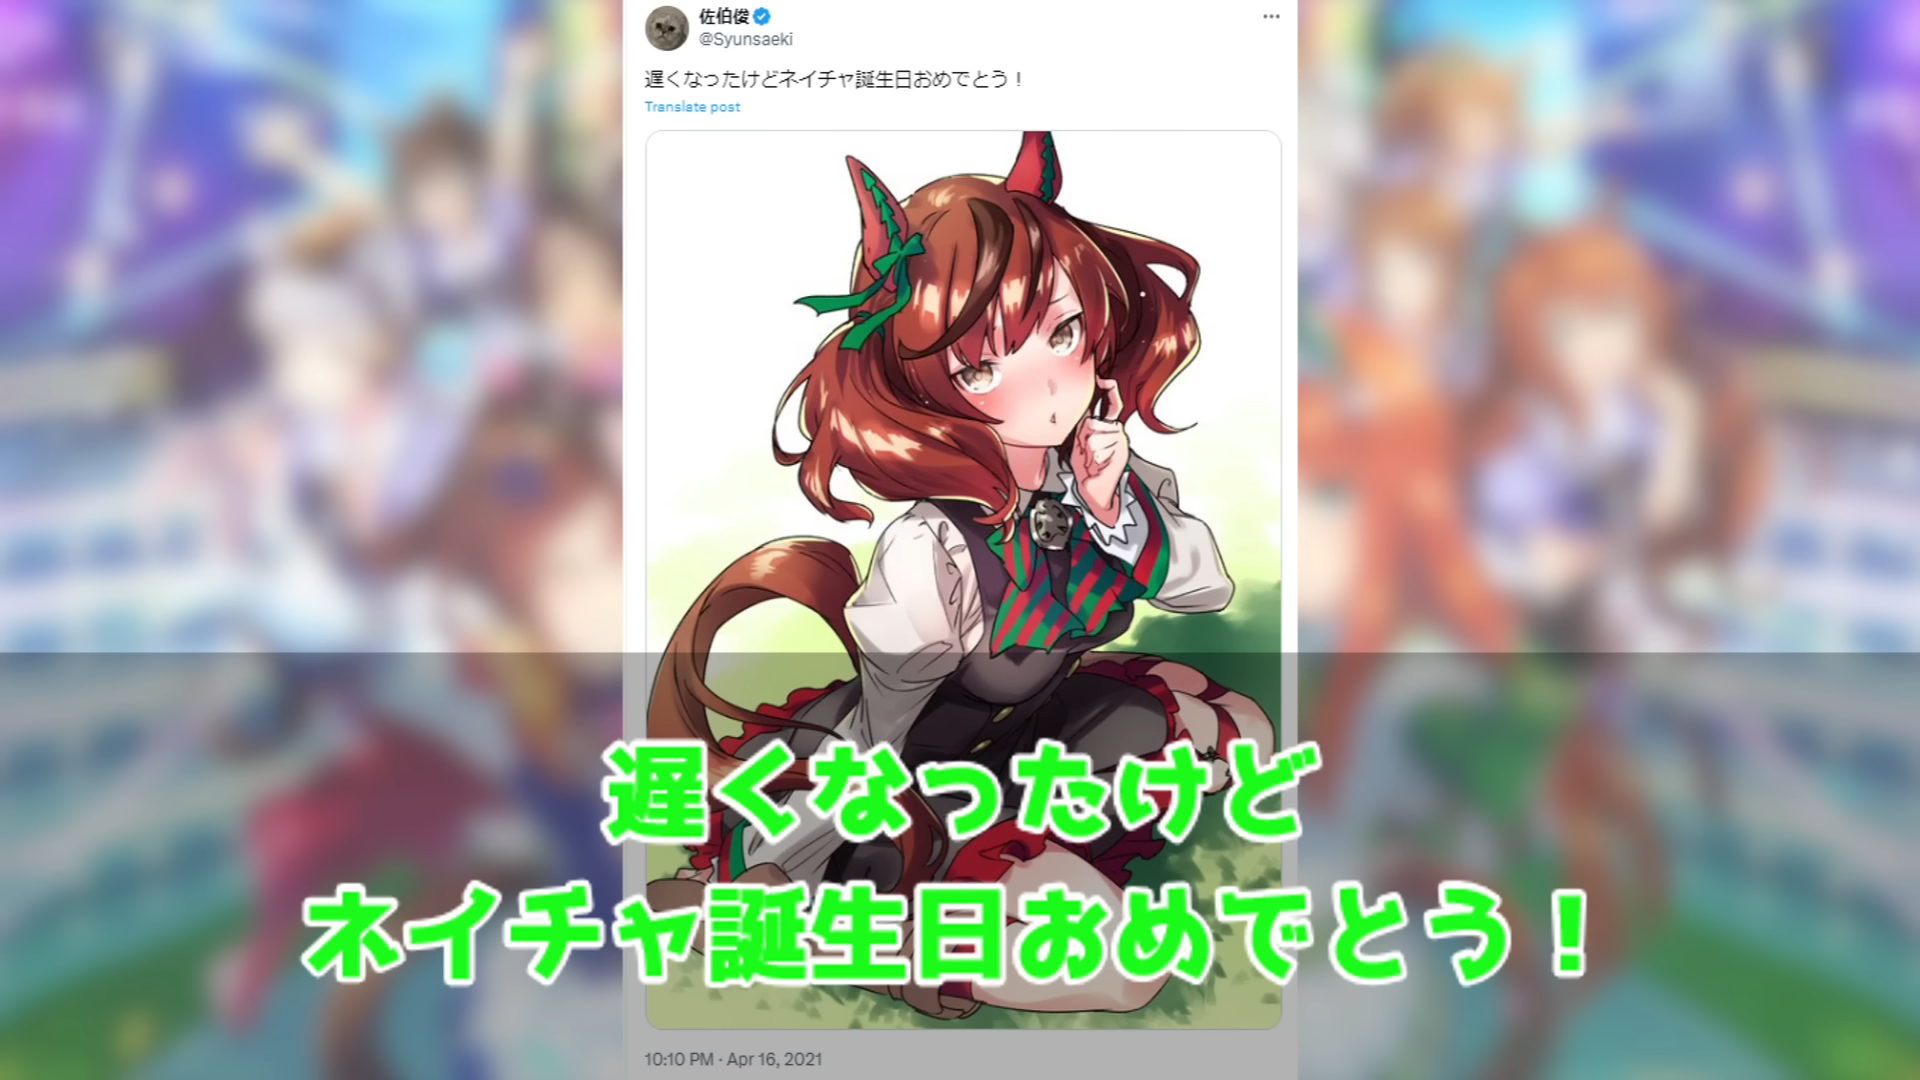 佐伯俊
@Syunsaeki
遅くなったけどネイチャ誕生日おめでとう！
Translate post
遅くなったけど
ネイチャ誕生日おめでとう！
10:10 PM · Apr 16, 2021